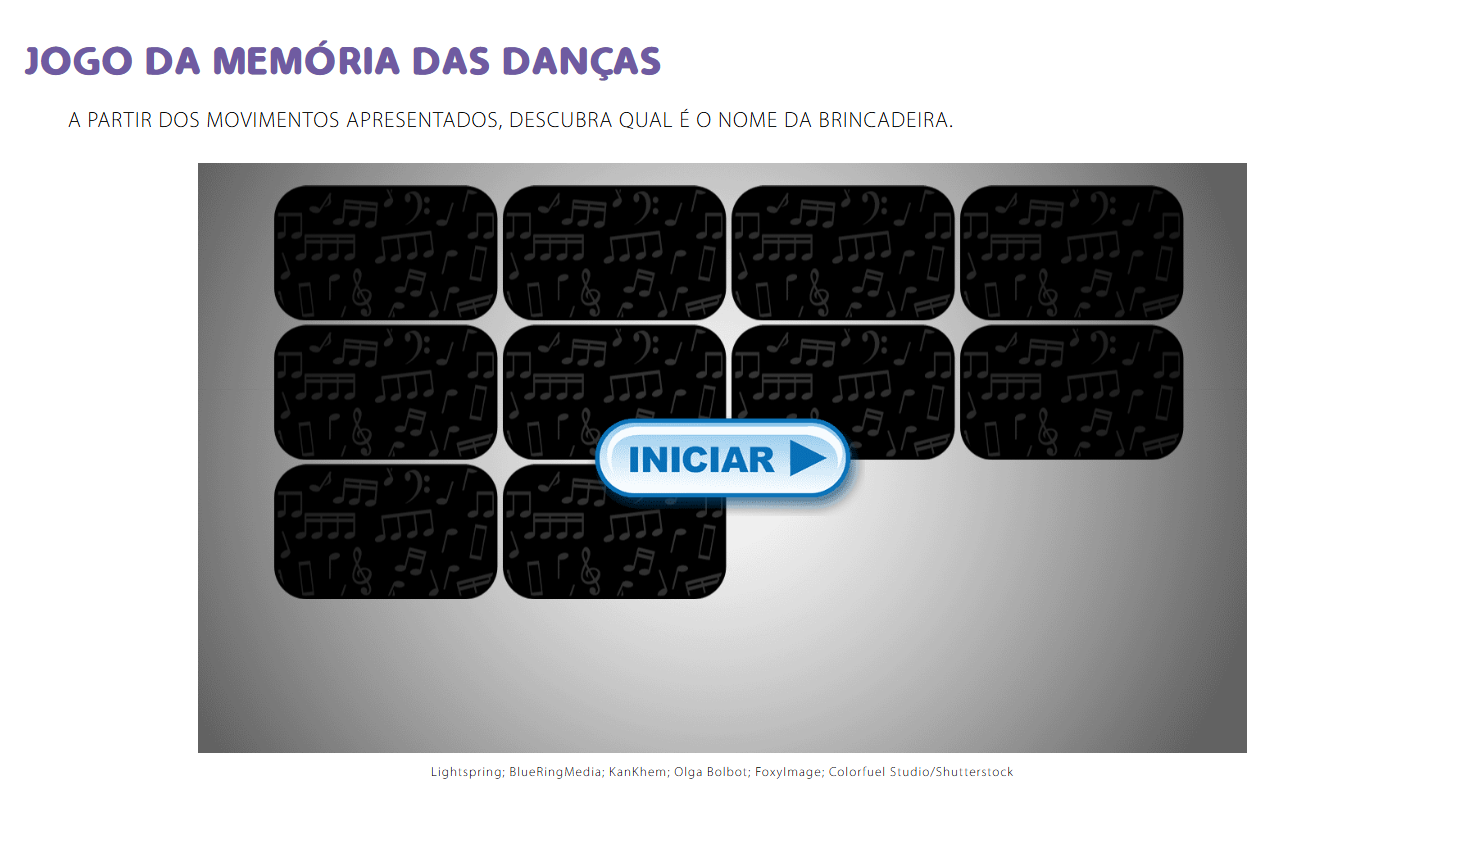 JOGO DA MEMÓRIA DAS DANÇAS
A PARTIR DOS MOVIMENTOS APRESENTADOS, DESCUBRA QUAL É O NOME DA BRINCADEIRA.
INICIAR
Lightspring; BlueRingMedia; KanKhem; Olga Bolbot; FoxyImage; Colorfuel Studio/Shutterstock